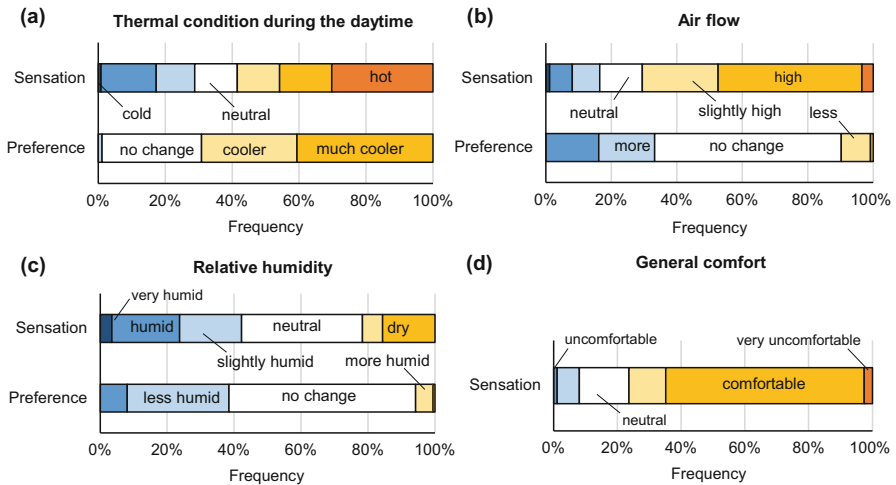 (a)
Thermal condition during the daytime
Sensation
hot
cold
neutral
Preference
no change
cooler
much cooler
0% 20% 40% 60% 80% 100%
Frequency
(b)
Air flow
Sensation
high
neutral
slightly high
less
Preference
more
no change
0% 20% 40% 60% 80% 100%
Frequency
(c)
Relative humidity
very humid
Sensation
humid
neutral
dry
slightly humid
more humid
Preference
less humid
no change
0% 20% 40% 60% 80% 100%
Frequency
(d)
General comfort
uncomfortable
very uncomfortable
Sensation
comfortable
neutral
0% 20% 40% 60% 80% 100%
Frequency